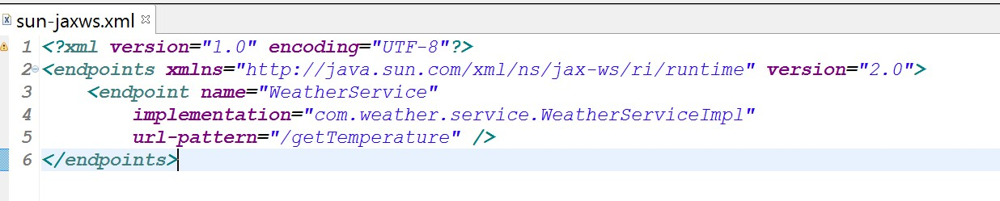 sun-jaxws.xml
1 <?xml version="1.0" encoding="UTF-8"?>
2 <endpoints xmlns="http://java.sun.com/xml/ns/jax-ws/ri/runtime" version="2.0">
3 <endpoint name="WeatherService"
4 implementation="com.weather.service.WeatherServiceImpl"
5 url-pattern="/getTemperature" />
6 </endpoints>